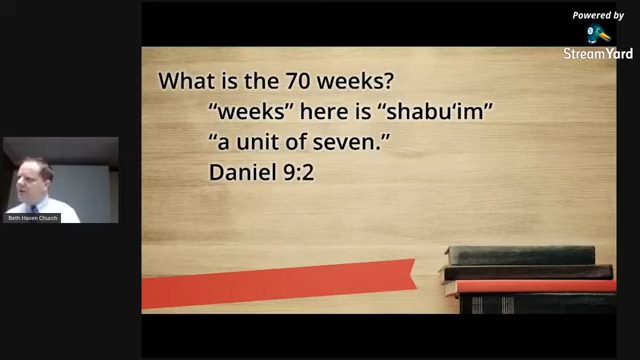 Powered by
StreamYard
What is the 70 weeks?
“weeks” here is “shabu‘im”
“a unit of seven.”
Daniel 9:2
Beth Haven Church